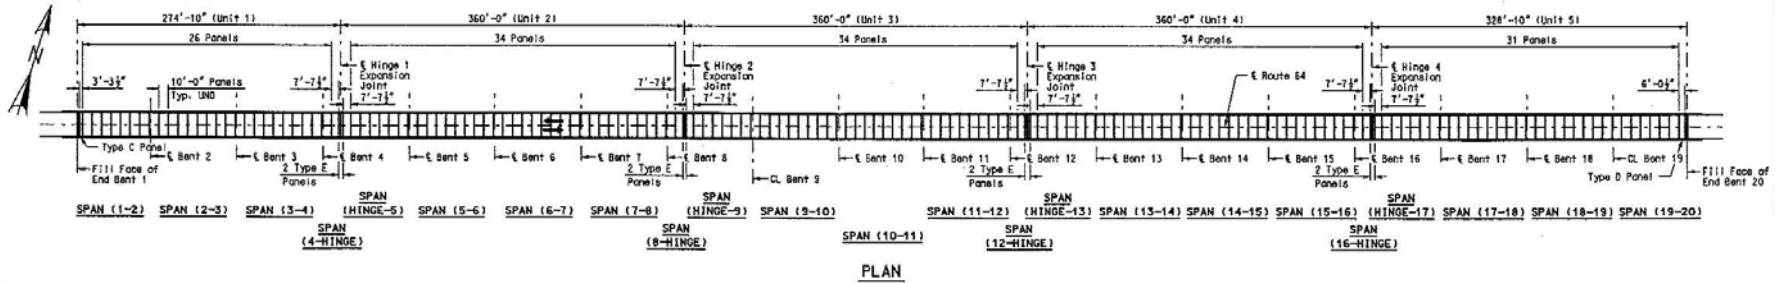 274'-10" (Unit 1)
360'-0" (Unit 2)
360'-0" (Unit 3)
360'-0" (Unit 4)
328'-10" (Unit 5)
26 Panels
34 Panels
34 Panels
34 Panels
31 Panels
N
3'-3½"
10'-0" Panels
Typ. UNO
7'-7½"
℄ Hinge 1
Expansion
Joint
7'-7½"
7'-7½"
℄ Hinge 2
Expansion
Joint
7'-7½"
7'-7½"
℄ Hinge 3
Expansion
Joint
7'-7½"
℄ Route 64
7'-7½"
℄ Hinge 4
Expansion
Joint
7'-7½"
6'-0½"
Type C Panel
Fill Face of
End Bent 1
℄ Bent 2
℄ Bent 3
℄ Bent 4
℄ Bent 5
℄ Bent 6
℄ Bent 7
℄ Bent 8
CL Bent 9
℄ Bent 10
℄ Bent 11
℄ Bent 12
℄ Bent 13
℄ Bent 14
℄ Bent 15
℄ Bent 16
℄ Bent 17
℄ Bent 18
CL Bent 19
2 Type E
Panels
2 Type E
Panels
2 Type E
Panels
2 Type E
Panels
Type D Panel
Fill Face of
End Bent 20
SPAN (1-2)
SPAN (2-3)
SPAN (3-4)
SPAN
(HINGE-5)
SPAN (5-6)
SPAN (6-7)
SPAN (7-8)
SPAN
(HINGE-9)
SPAN (9-10)
SPAN (11-12)
SPAN
(HINGE-13)
SPAN (13-14)
SPAN (14-15)
SPAN (15-16)
SPAN
(HINGE-17)
SPAN (17-18)
SPAN (18-19)
SPAN (19-20)
SPAN
(4-HINGE)
SPAN
(8-HINGE)
SPAN (10-11)
SPAN
(12-HINGE)
SPAN
(16-HINGE)
PLAN